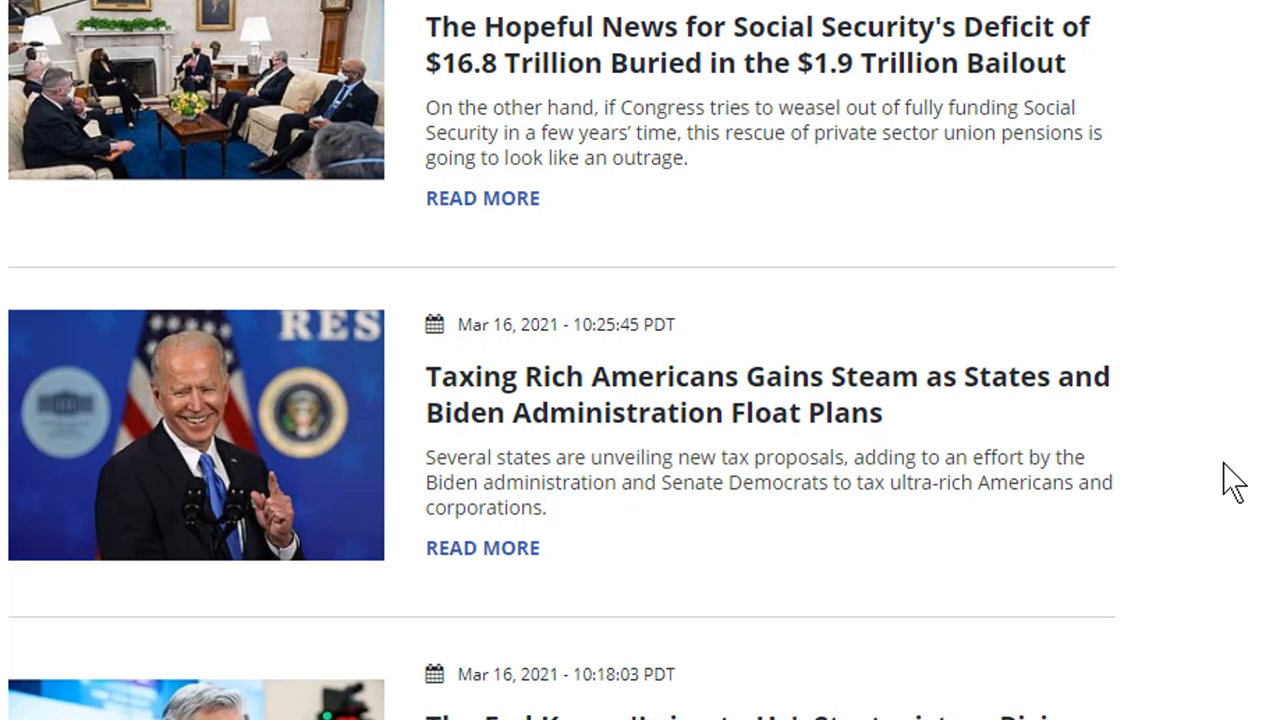 The Hopeful News for Social Security's Deficit of
$16.8 Trillion Buried in the $1.9 Trillion Bailout
On the other hand, if Congress tries to weasel out of fully funding Social
Security in a few years’ time, this rescue of private sector union pensions is
going to look like an outrage.
READ MORE
RES
Mar 16, 2021 - 10:25:45 PDT
Taxing Rich Americans Gains Steam as States and
Biden Administration Float Plans
Several states are unveiling new tax proposals, adding to an effort by the
Biden administration and Senate Democrats to tax ultra-rich Americans and
corporations.
READ MORE
Mar 16, 2021 - 10:18:03 PDT